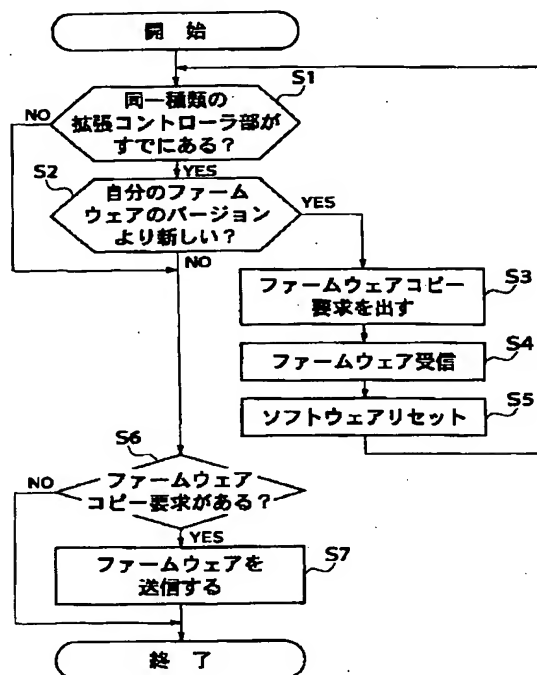 開 始
S1
同一種類の
拡張コントローラ部が
すでにある?
NO
YES
S2
自分のファーム
ウェアのバージョン
より新しい?
YES
NO
ファームウェアコピー
要求を出す
S3
ファームウェア受信
S4
ソフトウェアリセット
S5
S6
ファームウェア
コピー要求がある?
NO
YES
ファームウェアを
送信する
S7
終 了